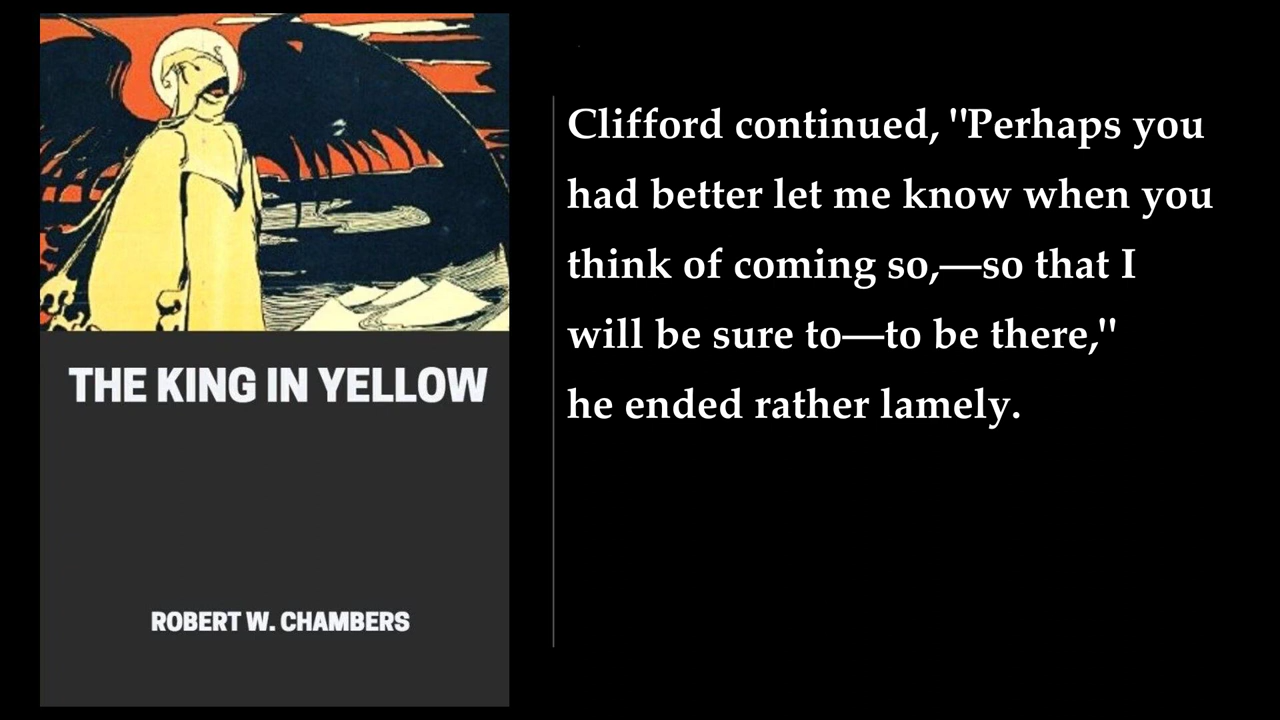 THE KING IN YELLOW
ROBERT W. CHAMBERS
Clifford continued, "Perhaps you
had better let me know when you
think of coming so,—so that I
will be sure to—to be there,"
he ended rather lamely.